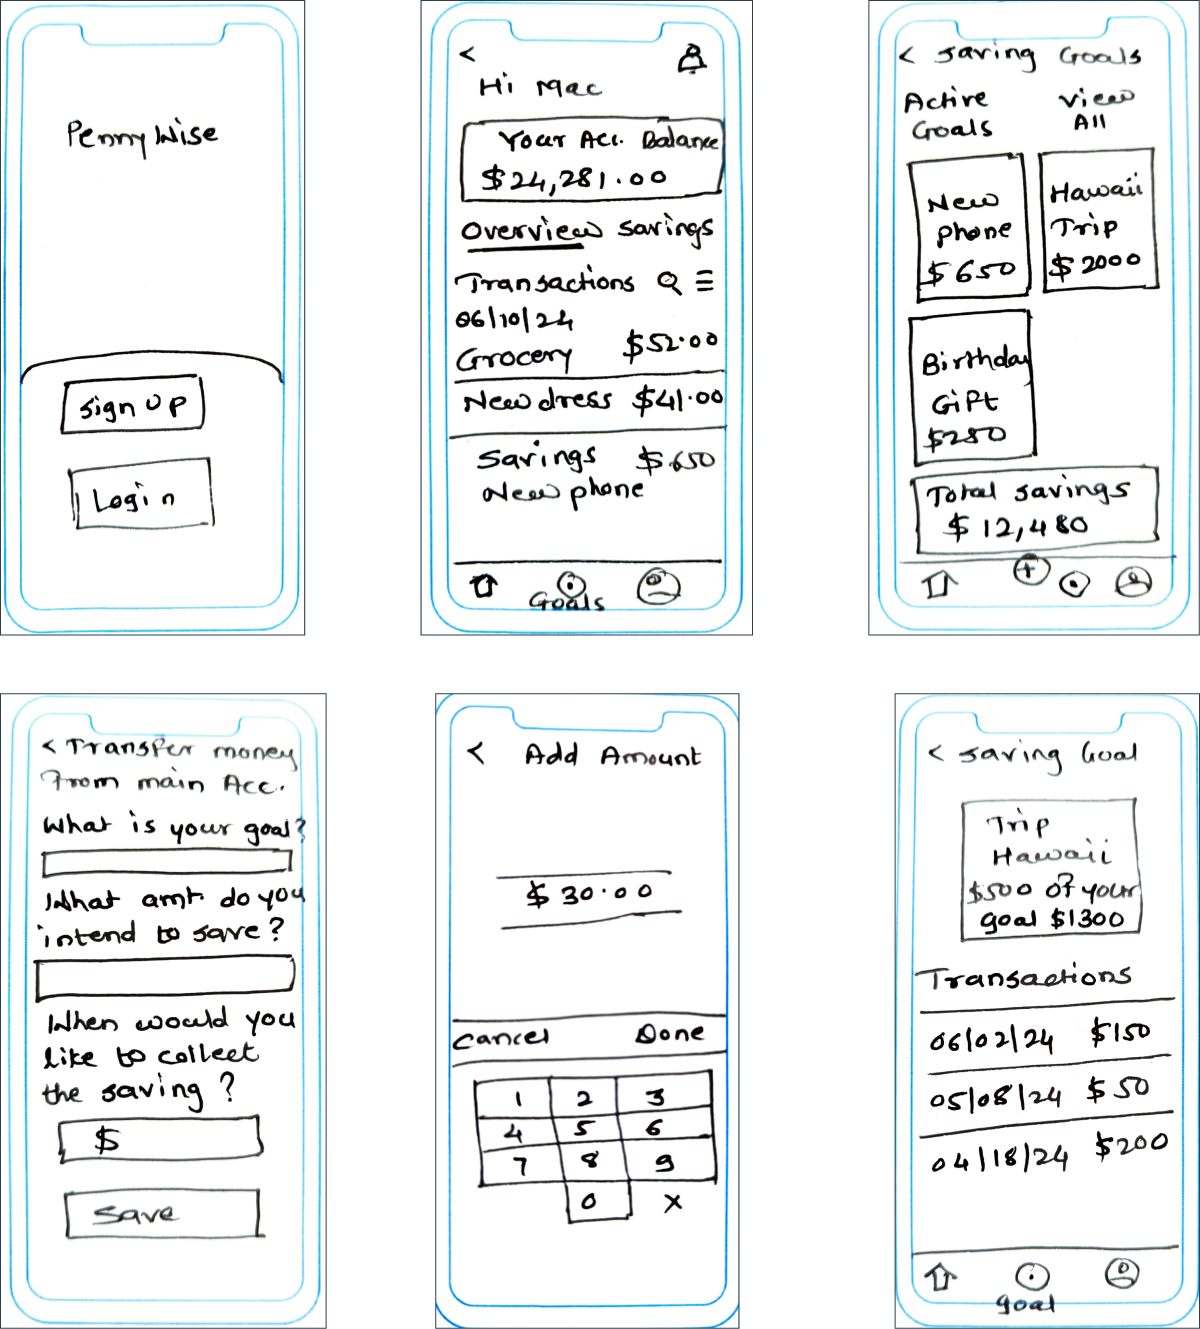 Penny Wise
Sign Up
Login
<
Hi Mac
Your Acc. Balance
$24,281.00
Overview Savings
Transactions
06/10/24
Grocery $52.00
New dress $41.00
Savings $650
New phone
Goals
< Saving Goals
Active View
Goals All
New
phone
$650
Hawaii
Trip
$2000
Birthday
Gift
$280
Total savings
$12,480
+
< Transfer money
From main Acc.
What is your goal?
What amt. do you
intend to save?
When would you
like to collect
the saving?
$
Save
< Add Amount
$30.00
Cancel Done
1 2 3
4 5 6
7 8 9
0 X
< Saving Goal
Trip
Hawaii
$500 of your
goal $1300
Transactions
06/02/24 $150
05/08/24 $50
04/18/24 $200
goal